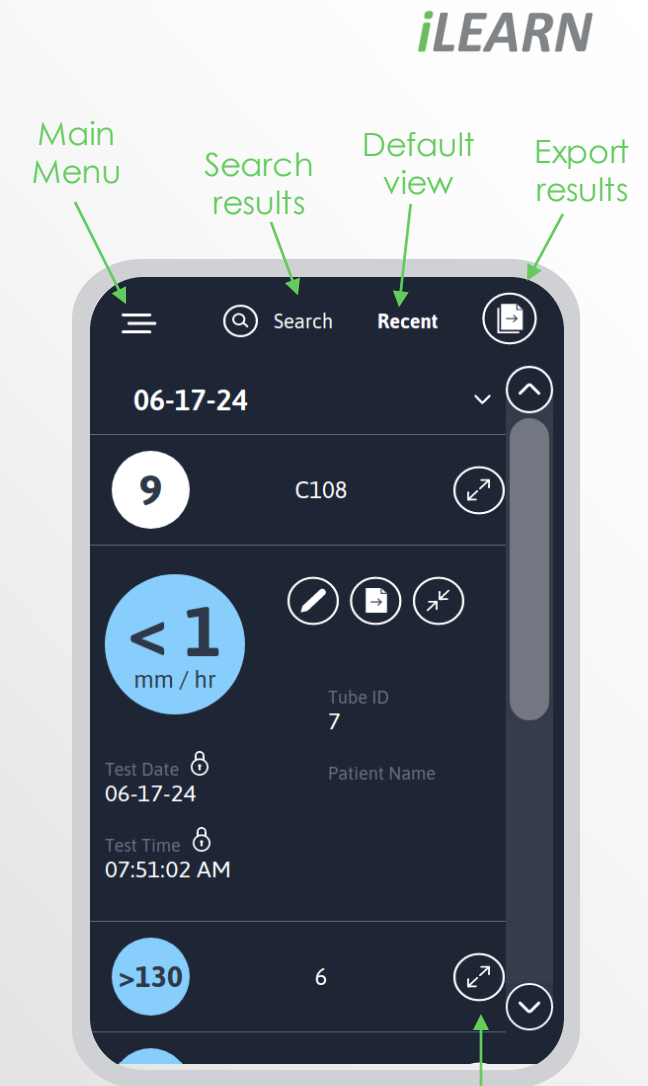 iLEARN
Main
Menu
Search
results
Default
view
Export
results
Search
Recent
06-17-24
9
C108
< 1
mm / hr
Tube ID
7
Test Date
06-17-24
Patient Name
Test Time
07:51:02 AM
>130
6